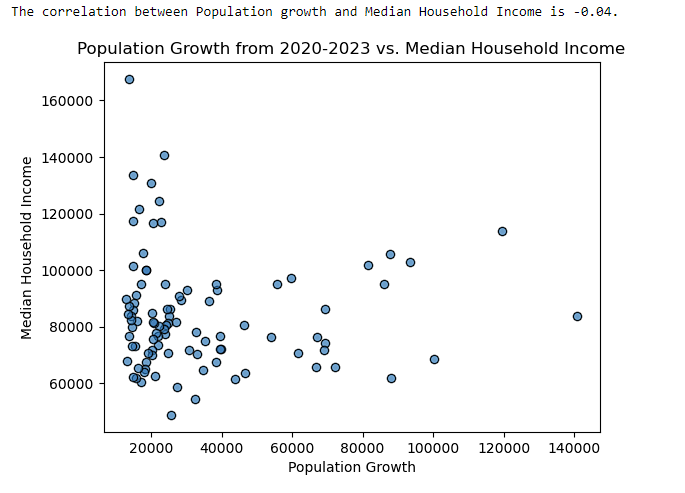 The correlation between Population growth and Median Household Income is -0.04.
Population Growth from 2020-2023 vs. Median Household Income
160000
140000
120000
100000
80000
60000
Median Household Income
20000 40000 60000 80000 100000 120000 140000
Population Growth